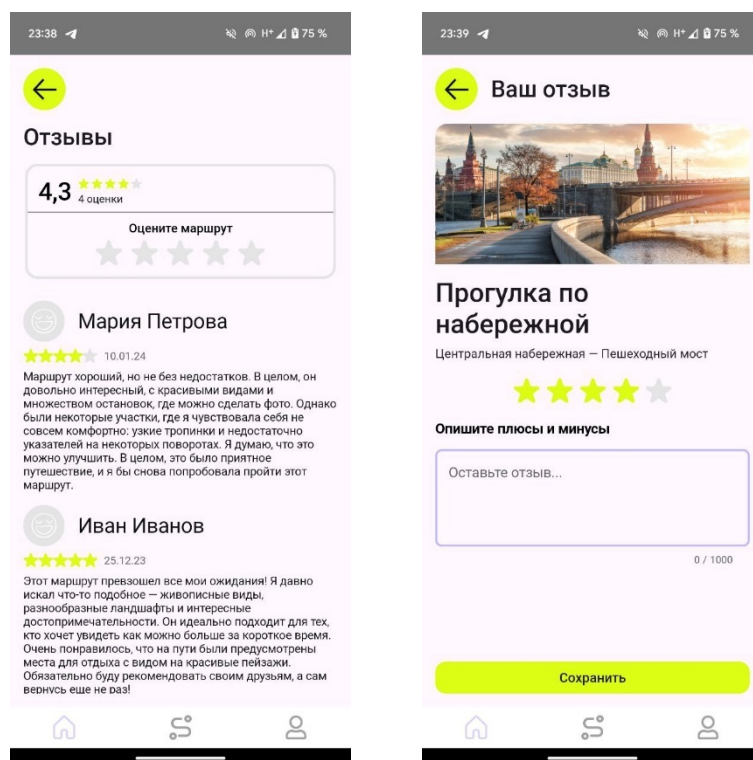 23:38
H+ 75 %
Отзывы
4,3
4 оценки
Оцените маршрут
Мария Петрова
10.01.24
Маршрут хороший, но не без недостатков. В целом, он
довольно интересный, с красивыми видами и
множеством остановок, где можно сделать фото. Однако
были некоторые участки, где я чувствовала себя не
совсем комфортно: узкие тропинки и недостаточно
указателей на некоторых поворотах. Я думаю, что это
можно улучшить. В целом, это было приятное
путешествие, и я бы снова попробовала пройти этот
маршрут.
Иван Иванов
25.12.23
Этот маршрут превзошел все мои ожидания! Я давно
искал что-то подобное — живописные виды,
разнообразные ландшафты и интересные
достопримечательности. Он идеально подходит для тех,
кто хочет увидеть как можно больше за короткое время.
Очень понравилось, что на пути были предусмотрены
места для отдыха с видом на красивые пейзажи.
Обязательно буду рекомендовать своим друзьям, а сам
вернусь еще не раз!
23:39
H+ 75 %
Ваш отзыв
Прогулка по
набережной
Центральная набережная — Пешеходный мост
Опишите плюсы и минусы
Оставьте отзыв...
0 / 1000
Сохранить